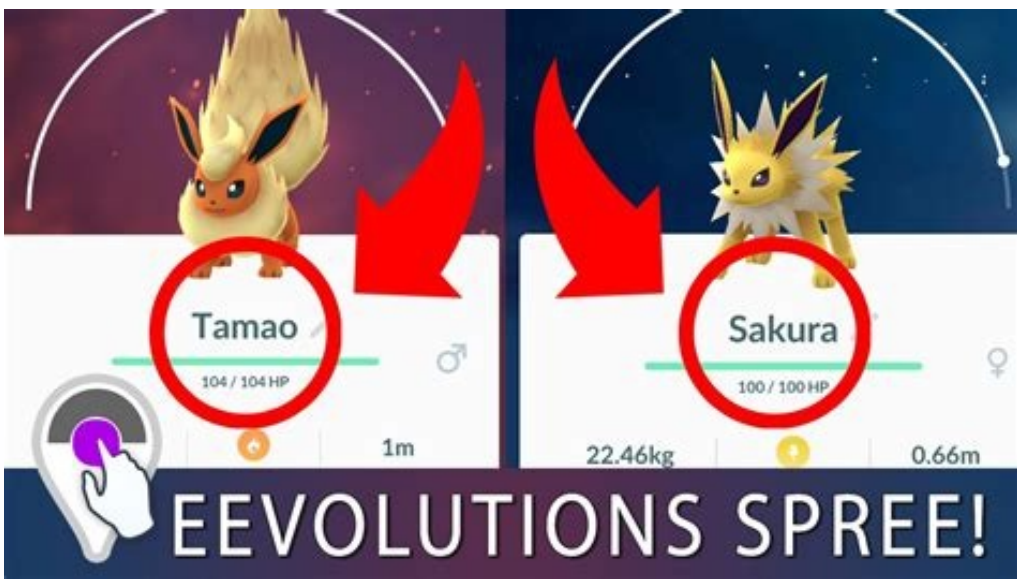 Tamao
104 / 104 HP
1m
Sakura
100 / 100 HP
22.46kg
0.66m
EEVOLUTIONS SPREE!